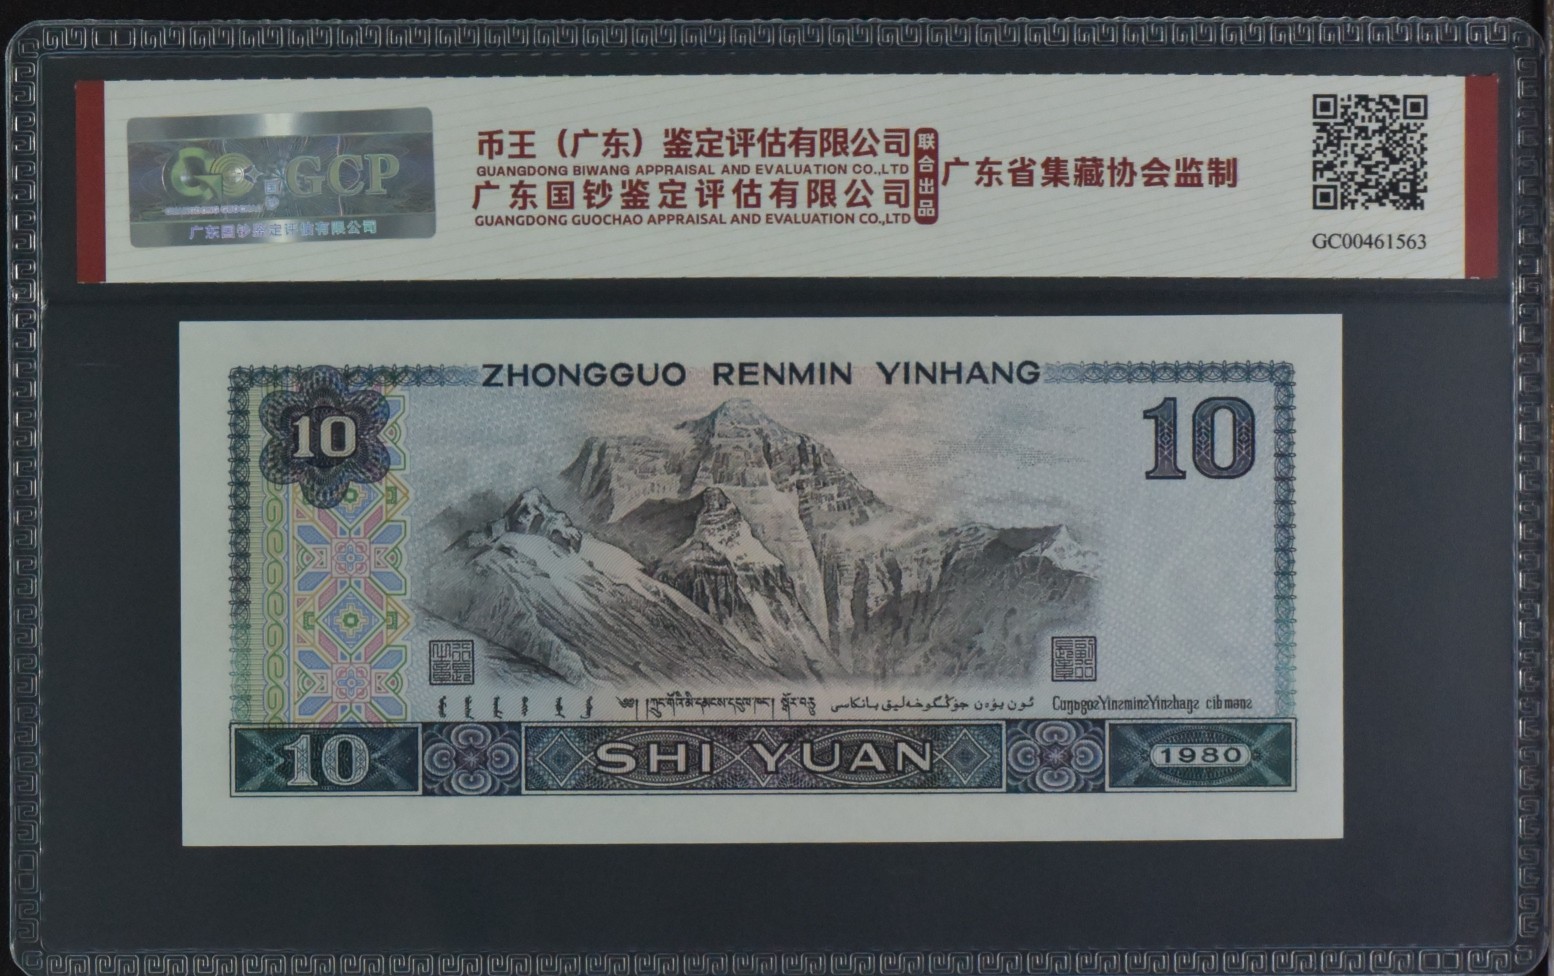 GCP
广东国钞鉴定评估有限公司
币王（广东）鉴定评估有限公司
GUANGDONG BIWANG APPRAISAL AND EVALUATION CO.,LTD
广东国钞鉴定评估有限公司
GUANGDONG GUOCHAO APPRAISAL AND EVALUATION CO.,LTD
联合出品
广东省集藏协会监制
GC00461563
ZHONGGUO RENMIN YINHANG
10
10
10
SHI YUAN
1980